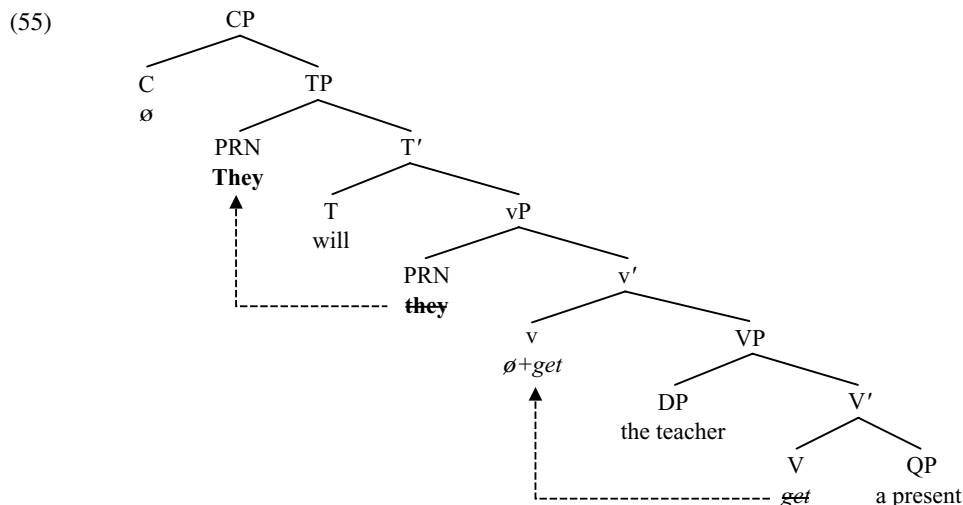 (55)
CP
C TP
ø
PRN T′
They
T vP
will
PRN v′
they
v VP
ø+get
DP V′
the teacher
V QP
get a present